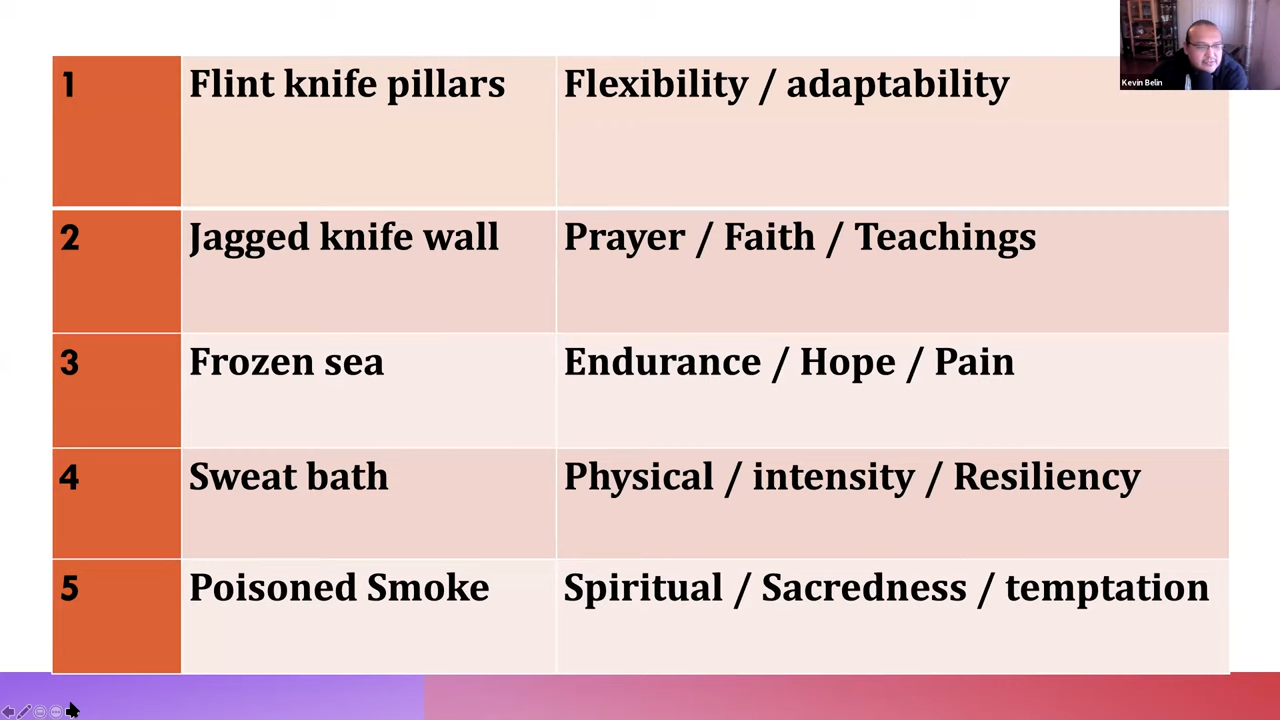 Kevin Belin
1 Flint knife pillars Flexibility / adaptability
2 Jagged knife wall Prayer / Faith / Teachings
3 Frozen sea Endurance / Hope / Pain
4 Sweat bath Physical / intensity / Resiliency
5 Poisoned Smoke Spiritual / Sacredness / temptation